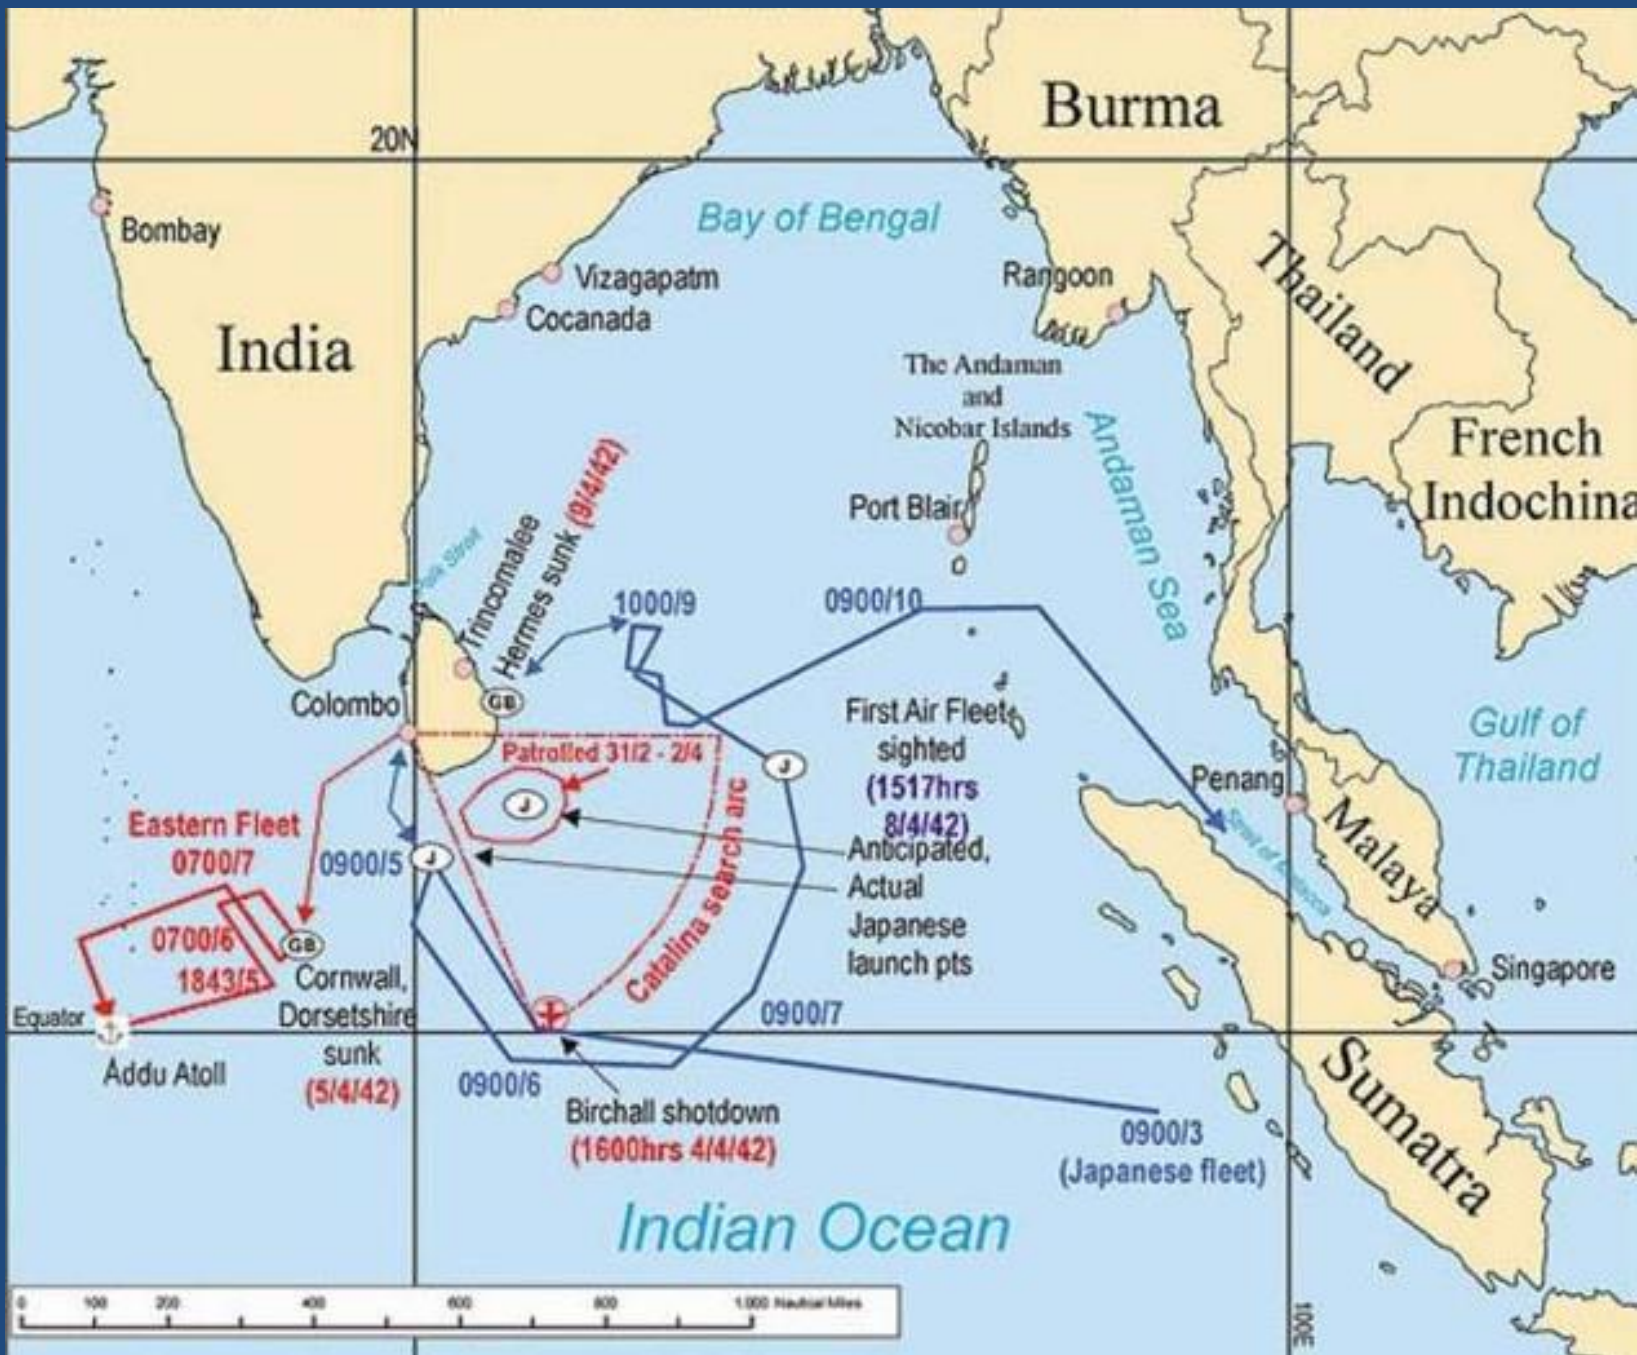 Burma
20N
Bay of Bengal
Bombay
Rangoon
Thailand
Vizagapatm
Cocanada
India
The Andaman
and
Nicobar Islands
Andaman Sea
French
Indochina
Port Blair
Palk Strait
Trincomalee
Hermes sunk (9/4/42)
1000/9
0900/10
Colombo
GB
First Air Fleet
sighted
(1517hrs
8/4/42)
Gulf of
Thailand
Patrolled 31/2 - 2/4
J
J
Penang
Strait of Malacca
Malaya
Eastern Fleet
0700/7
0900/5
J
Catalina search arc
Anticipated,
Actual
Japanese
launch pts
0700/6
GB
1843/5
Cornwall,
Dorsetshire
sunk
(5/4/42)
Singapore
Equator
Addu Atoll
0900/7
0900/6
Birchall shotdown
(1600hrs 4/4/42)
0900/3
(Japanese fleet)
Sumatra
Indian Ocean
0 100 200 400 600 800 1.000 Nautical Miles
100E